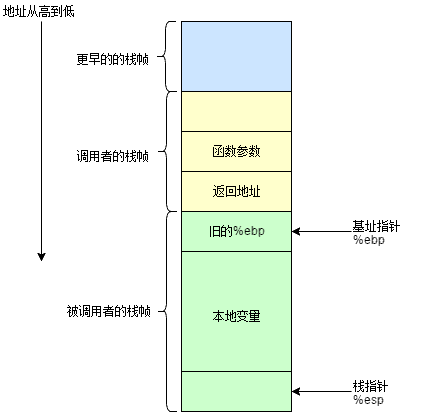 地址从高到低
更早的的栈帧
调用者的栈帧
函数参数
返回地址
旧的%ebp
基址指针
%ebp
被调用者的栈帧
本地变量
栈指针
%esp